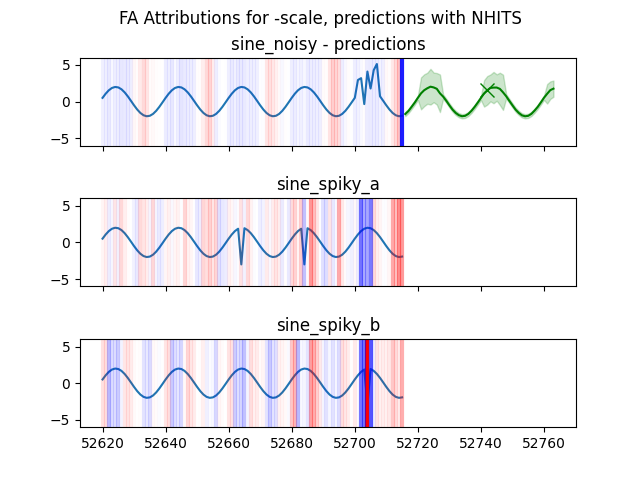 FA Attributions for -scale, predictions with NHITS
sine_noisy - predictions
5
0
−5
sine_spiky_a
5
0
−5
sine_spiky_b
5
0
−5
52620 52640 52660 52680 52700 52720 52740 52760